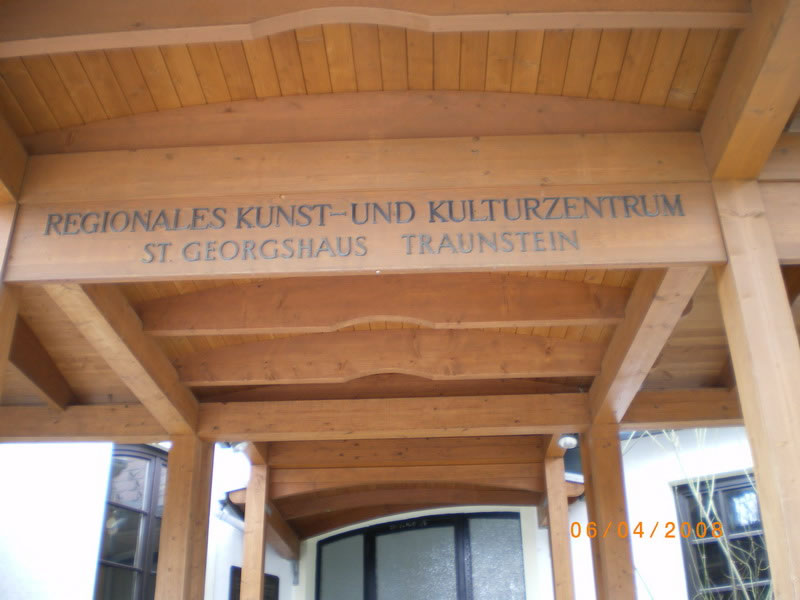 REGIONALES KUNST-UND KULTURZENTRUM
ST. GEORGSHAUS TRAUNSTEIN
06/04/2008